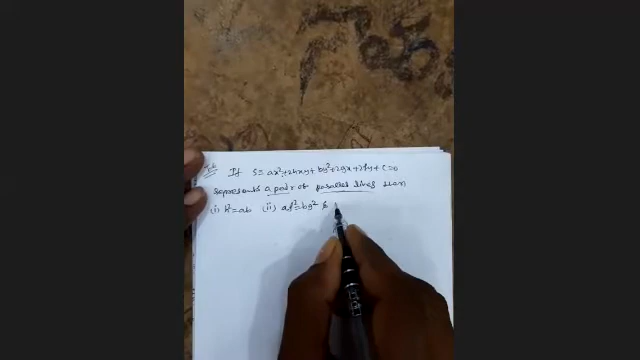 If S≡ax²+2hxy+by²+2gx+2fy+c=0
represents a pair of parallel lines then
(i) h²=ab (ii) af²=bg² &